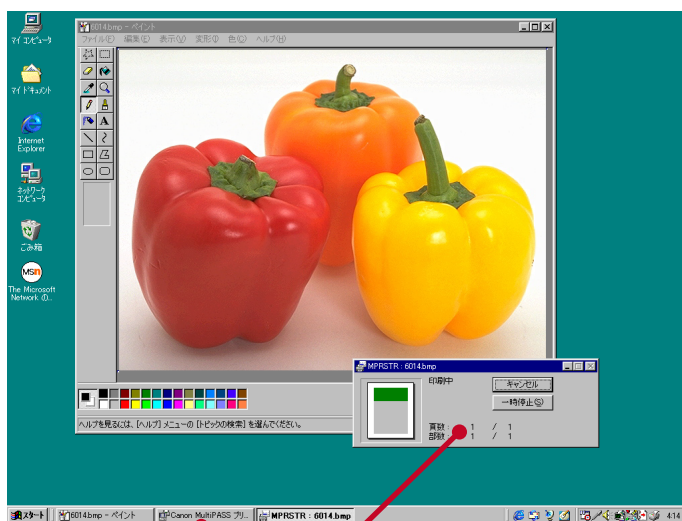 マイ コンピュータ
マイ ドキュメント
Internet
Explorer
ネットワーク
コンピュータ
ごみ箱
MSn
The Microsoft
Network の..
6014.bmp - ペイント
ファイル(F) 編集(E) 表示(V) 変形(I) 色(C) ヘルプ(H)
A
ヘルプを見るには、[ヘルプ] メニューの [トピックの検索] を選んでください。
MPRSTR : 6014.bmp
印刷中
キャンセル
一時停止(S)
頁数 : 1 / 1
部数 : 1 / 1
スタート
6014.bmp - ペイント
Canon MultiPASS プリ...
MPRSTR : 6014.bmp
4:14